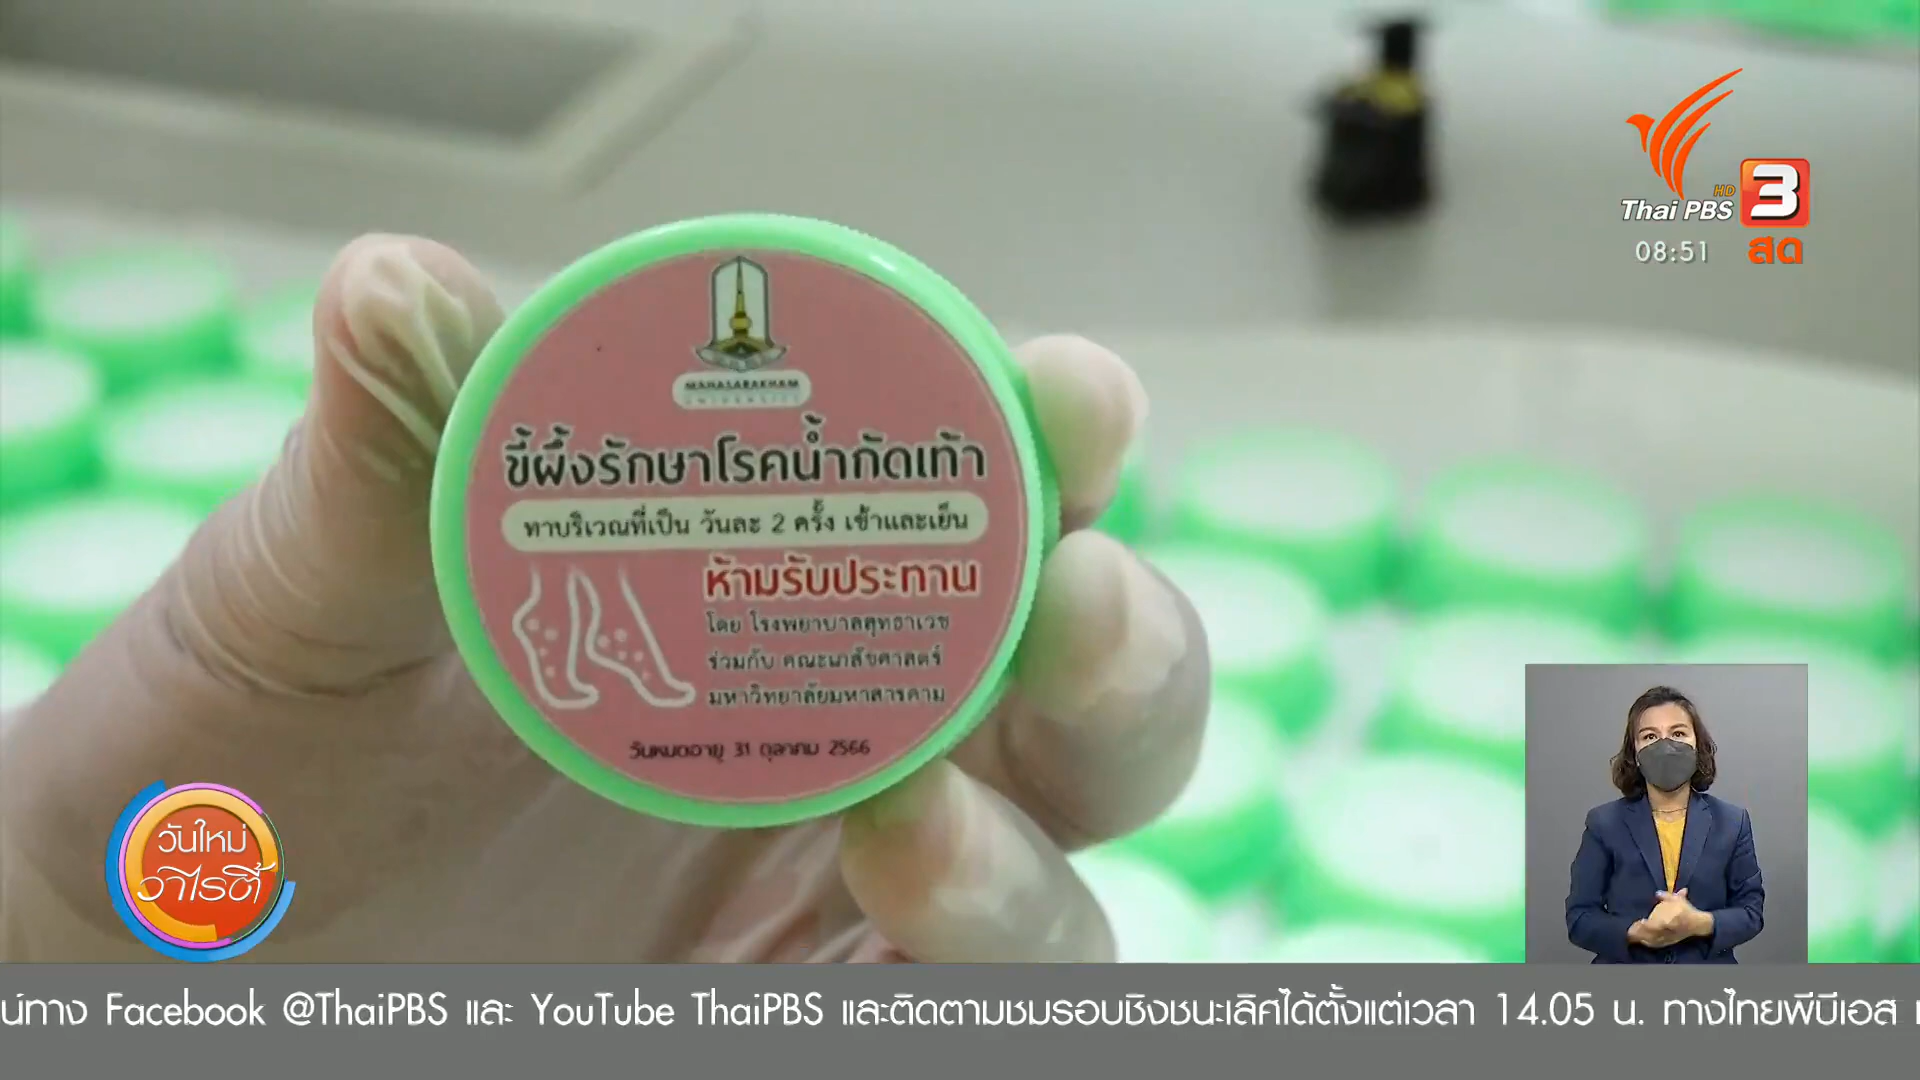 Thai PBS
HD
3
08:51
สด
MAHASARAKHAM
UNIVERSITY
ขี้ผึ้งรักษาโรคน้ำกัดเท้า
ทาบริเวณที่เป็น วันละ 2 ครั้ง เช้าและเย็น
ห้ามรับประทาน
โดย โรงพยาบาลสุทธาเวช
ร่วมกับ คณะเภสัชศาสตร์
มหาวิทยาลัยมหาสารคาม
วันหมดอายุ 31 ตุลาคม 2566
วันใหม่
วาไรตี้
น์ทาง Facebook @ThaiPBS และ YouTube ThaiPBS และติดตามชมรอบชิงชนะเลิศได้ตั้งแต่เวลา 14.05 น. ทางไทยพีบีเอส